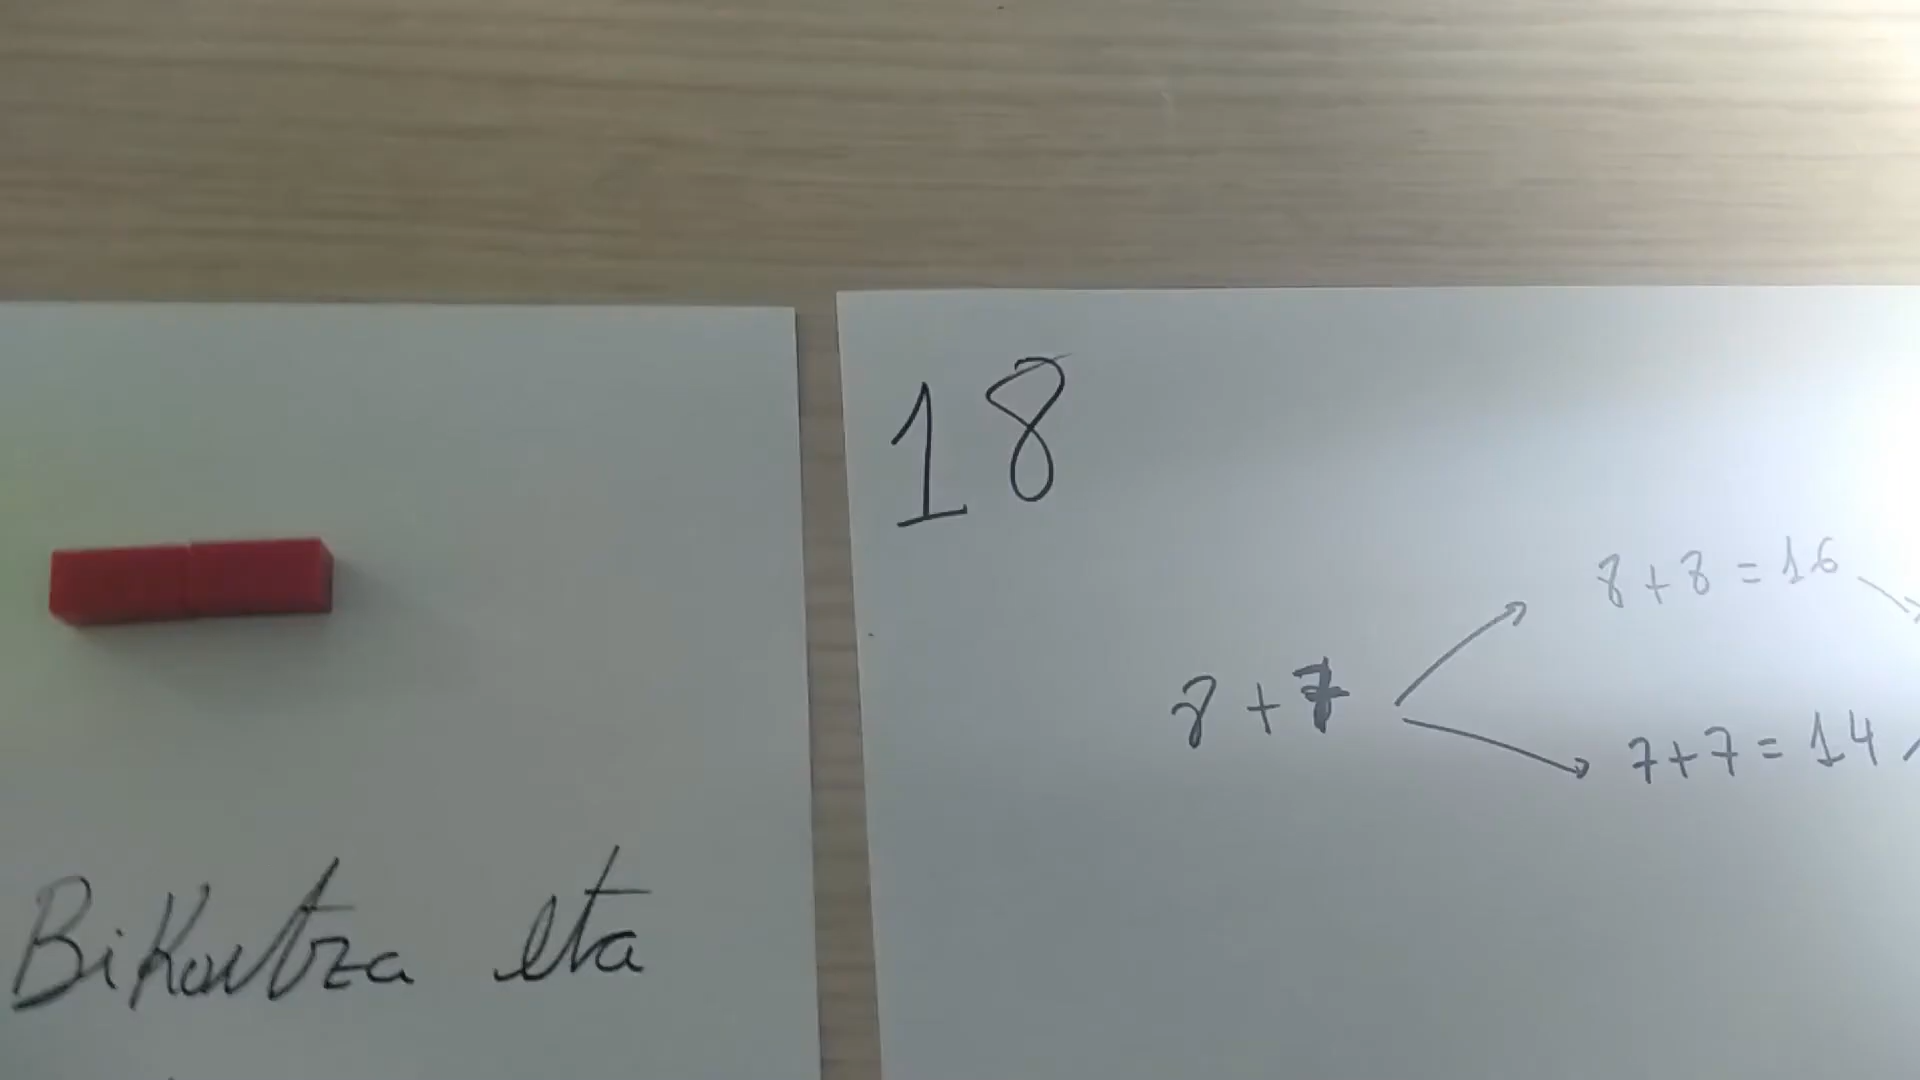 Bikoitza eta
18
8 + 8 = 16
8 + 7
7 + 7 = 14